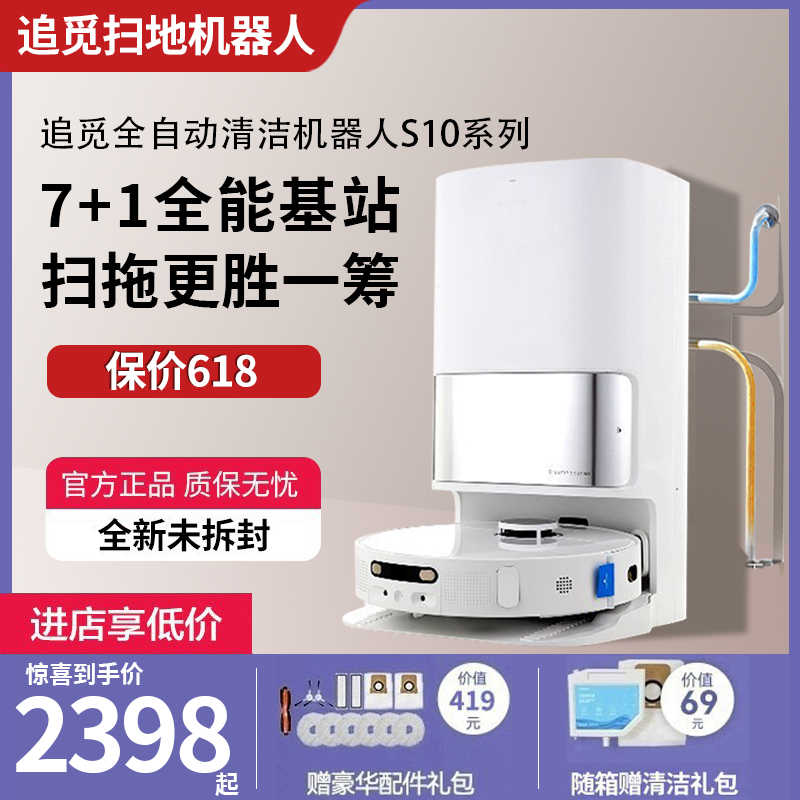 追觅扫地机器人
追觅全自动清洁机器人S10系列
7+1全能基站
扫拖更胜一筹
保价618
官方正品 质保无忧
全新未拆封
进店享低价
惊喜到手价
2398起
价值
419
元
赠豪华配件礼包
价值
69
元
随箱赠清洁礼包